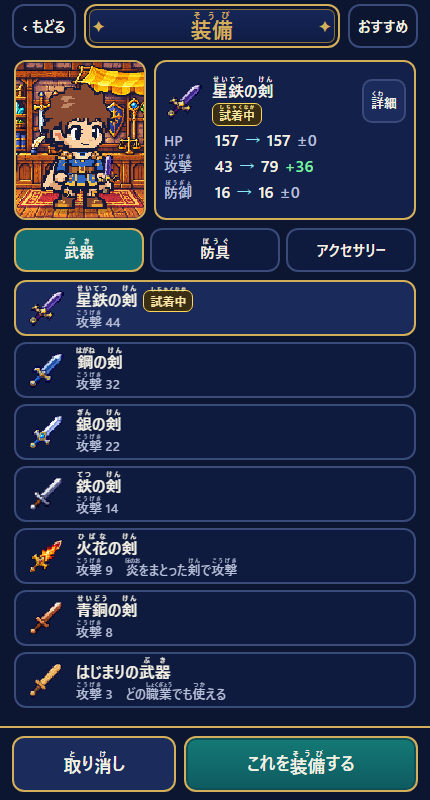 ‹ もどる
装備
おすすめ
星鉄の剣
試着中
詳細
HP 157 → 157 ±0
攻撃 43 → 79 +36
防御 16 → 16 ±0
武器
防具
アクセサリー
星鉄の剣 試着中
攻撃 44
鋼の剣
攻撃 32
銀の剣
攻撃 22
鉄の剣
攻撃 14
火花の剣
攻撃 9 炎をまとった剣で攻撃
青銅の剣
攻撃 8
はじまりの武器
攻撃 3 どの職業でも使える
取り消し
これを装備する